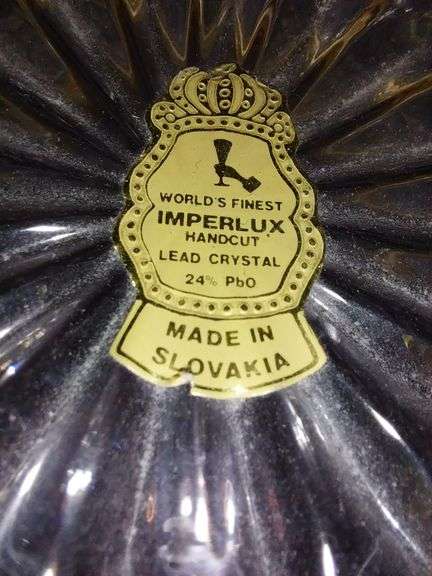 WORLD'S FINEST
IMPERLUX
HANDCUT
LEAD CRYSTAL
24% PbO
MADE IN
SLOVAKIA